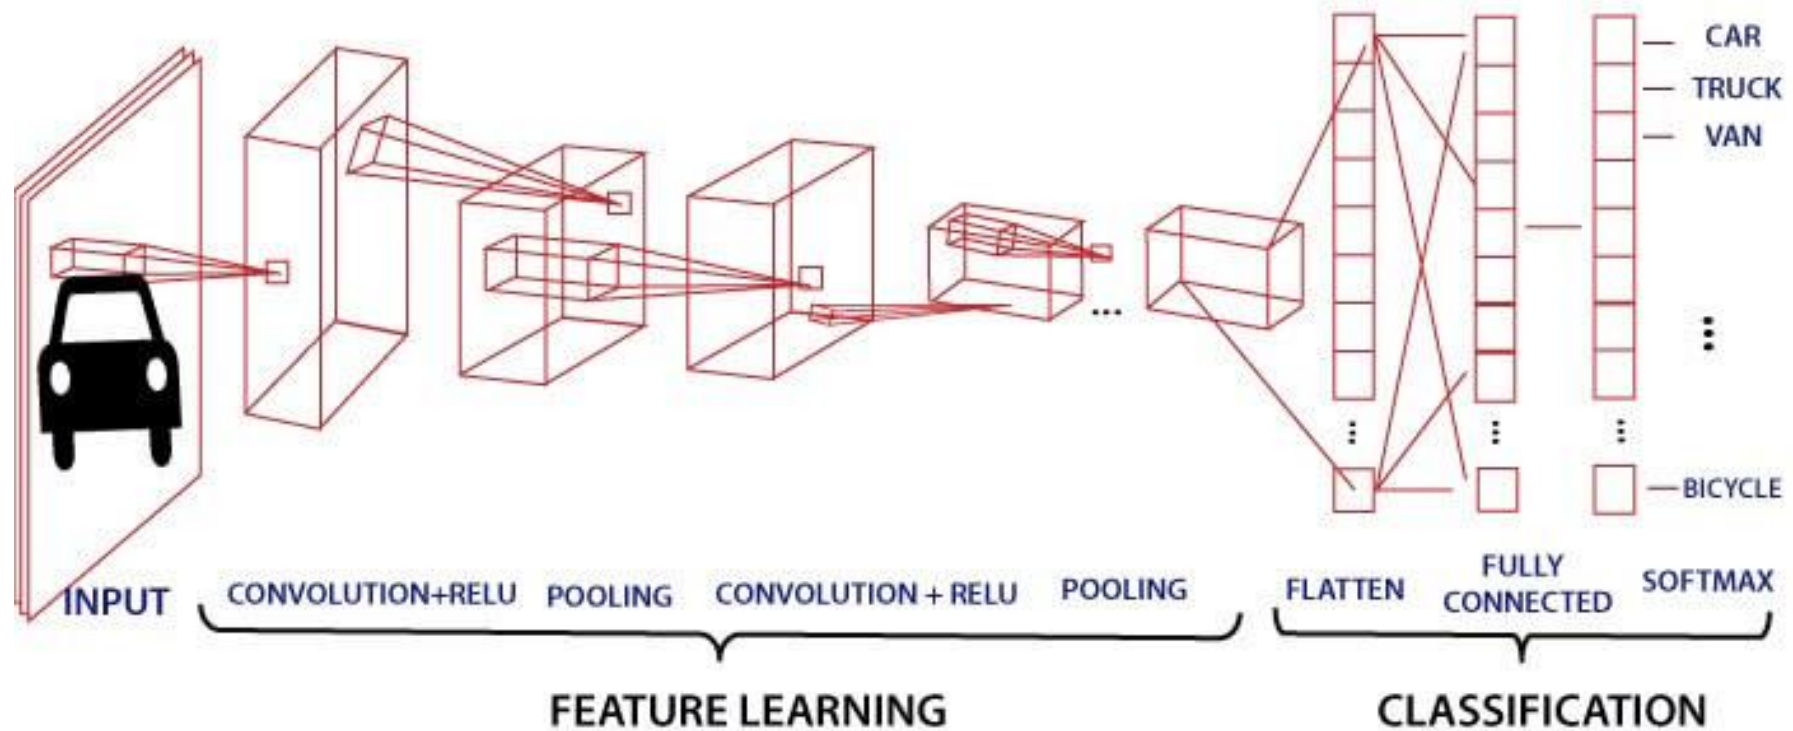 CAR
TRUCK
VAN
BICYCLE
INPUT
CONVOLUTION+RELU
POOLING
CONVOLUTION + RELU
POOLING
FLATTEN
FULLY
CONNECTED
SOFTMAX
FEATURE LEARNING
CLASSIFICATION